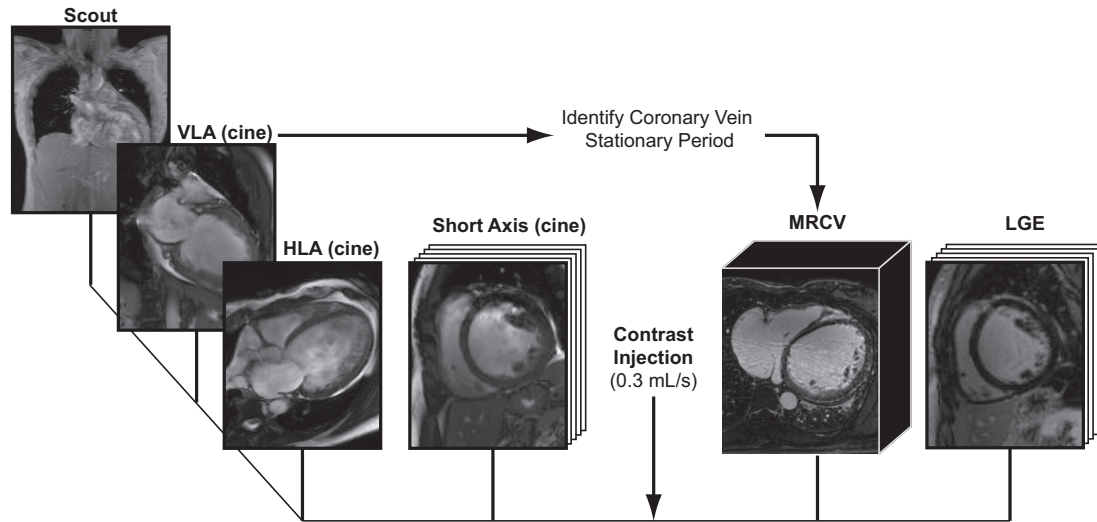 Scout
VLA (cine)
Identify Coronary Vein
Stationary Period
HLA (cine)
Short Axis (cine)
MRCV
LGE
Contrast
Injection
(0.3 mL/s)